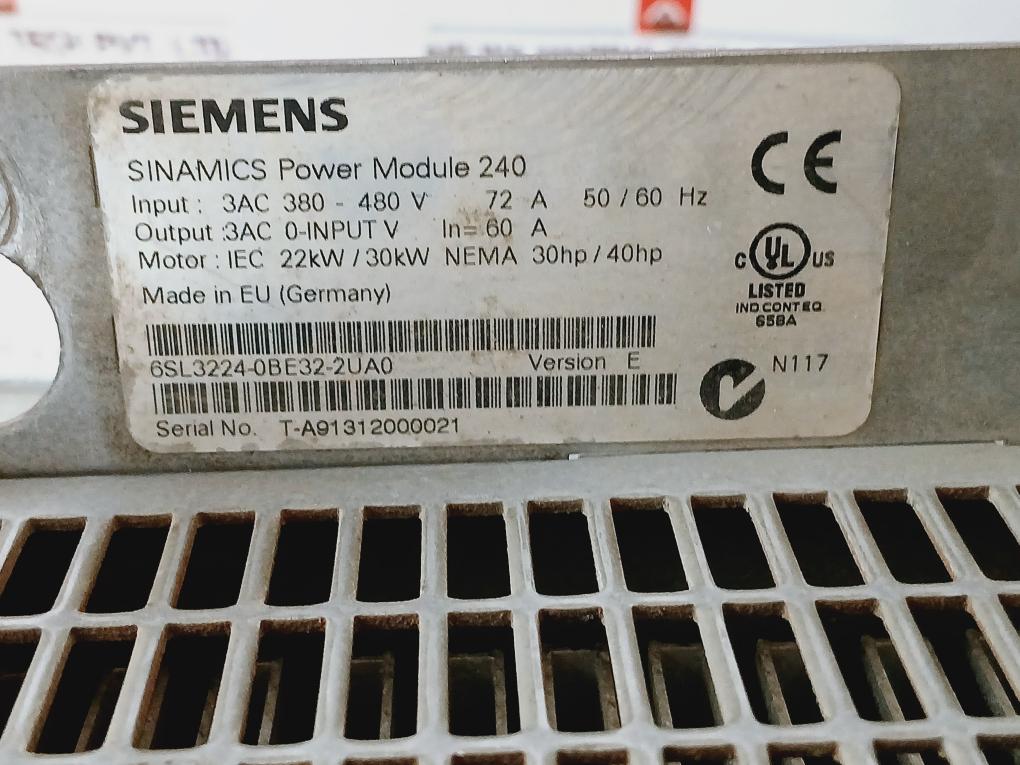 SIEMENS
SINAMICS Power Module 240
Input : 3AC 380 - 480 V 72 A 50 / 60 Hz
Output :3AC 0-INPUT V In= 60 A
Motor : IEC 22kW / 30kW NEMA 30hp / 40hp
Made in EU (Germany)
6SL3224-0BE32-2UA0 Version E
Serial No. T-A91312000021
CE
C UL US
LISTED
IND CONT EQ
658A
N117